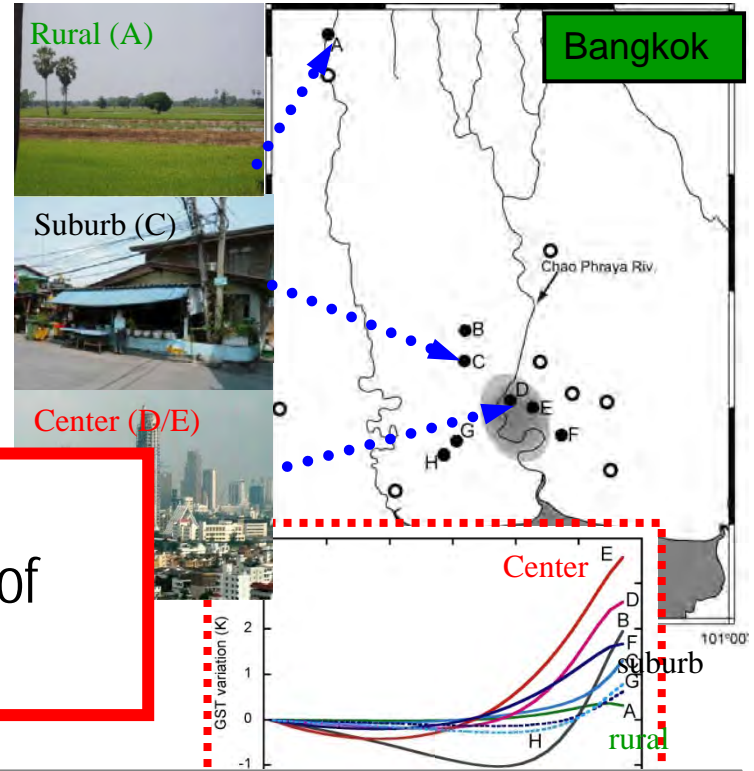 Rural (A)
Bangkok
A
Suburb (C)
Chao Phraya Riv.
B
C
Center (D/E)
D
E
F
G
H
of
Center
E
D
B
F
C
suburb
G
A
H
rural
GST variation (K)
2
1
0
-1
101°00'